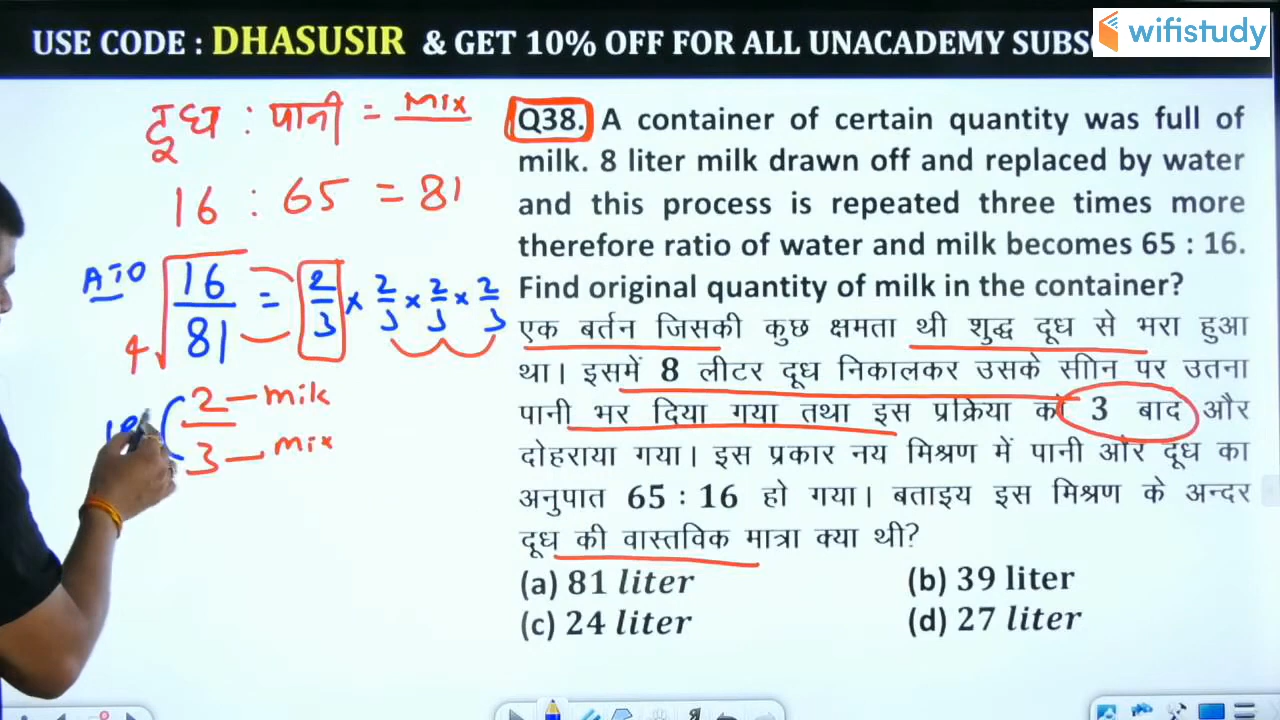 USE CODE : DHASUSIR & GET 10% OFF FOR ALL UNACADEMY SUBSC
wifistudy
दूध : पानी = Mix
16 : 65 = 81
4√16/81 = 2/3 × 2/3 × 2/3 × 2/3
2 — milk
3 — mix
Q38. A container of certain quantity was full of
milk. 8 liter milk drawn off and replaced by water
and this process is repeated three times more
therefore ratio of water and milk becomes 65 : 16.
Find original quantity of milk in the container?
एक बर्तन जिसकी कुछ क्षमता थी शुद्ध दूध से भरा हुआ
था। इसमें 8 लीटर दूध निकालकर उसके सीान पर उतना
पानी भर दिया गया तथा इस प्रक्रिया को 3 बाद और
दोहराया गया। इस प्रकार नय मिश्रण में पानी और दूध का
अनुपात 65 : 16 हो गया। बताइय इस मिश्रण के अन्दर
दूध की वास्तविक मात्रा क्या थी?
(a) 81 liter
(b) 39 liter
(c) 24 liter
(d) 27 liter